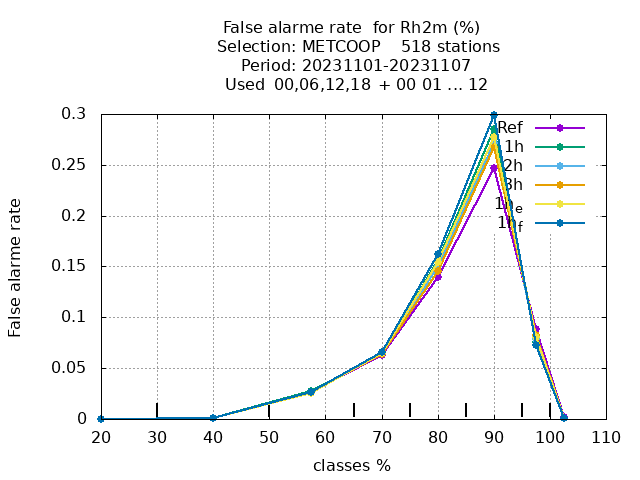 False alarme rate  for Rh2m (%)
Selection: METCOOP    518 stations
Period: 20231101-20231107
Used  00,06,12,18  + 00 01 ... 12
False alarme rate
0.3
0.25
0.2
0.15
0.1
0.05
0
20 30 40 50 60 70 80 90 100 110
classes %
Ref
1h
2h
3h
1h_e
1h_f